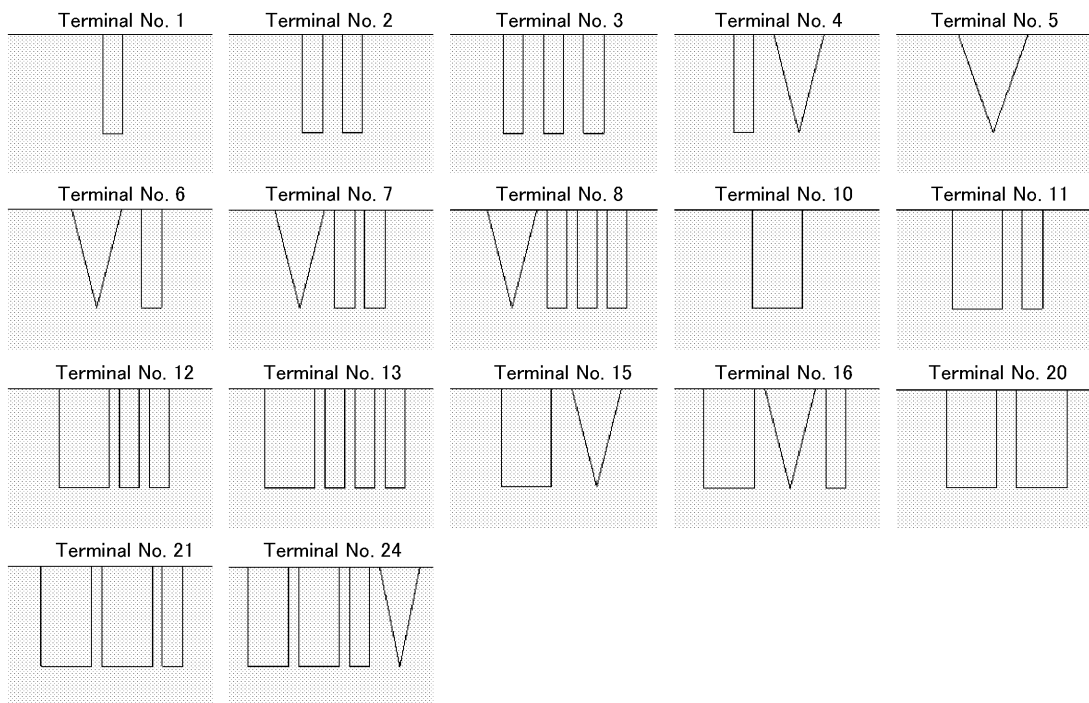 Terminal No. 1
Terminal No. 2
Terminal No. 3
Terminal No. 4
Terminal No. 5
Terminal No. 6
Terminal No. 7
Terminal No. 8
Terminal No. 10
Terminal No. 11
Terminal No. 12
Terminal No. 13
Terminal No. 15
Terminal No. 16
Terminal No. 20
Terminal No. 21
Terminal No. 24